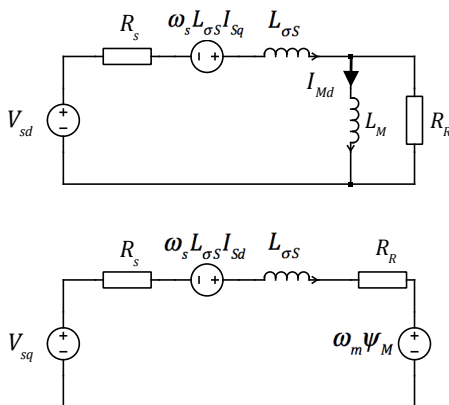 R_s
ω_s L_σS I_Sq
L_σS
V_sd
I_Md
L_M
R_R
R_s
ω_s L_σS I_Sd
L_σS
R_R
V_sq
ω_m ψ_M